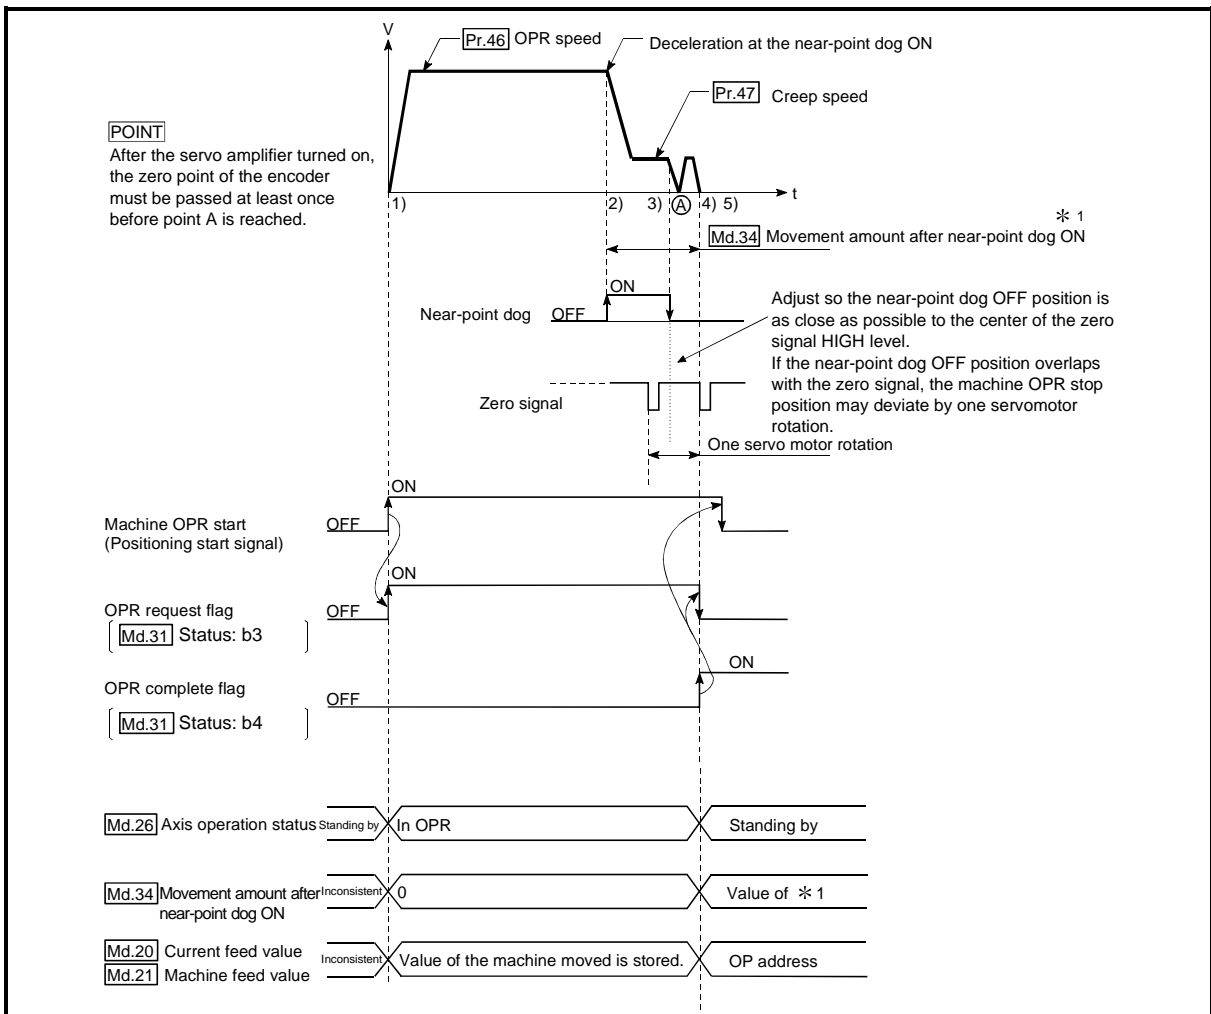 V
Pr.46 OPR speed
Deceleration at the near-point dog ON
Pr.47 Creep speed
POINT
After the servo amplifier turned on,
the zero point of the encoder
must be passed at least once
before point A is reached.
t
1) 2) 3) A 4) 5)
Md.34 Movement amount after near-point dog ON *1
ON
Near-point dog OFF
Adjust so the near-point dog OFF position is
as close as possible to the center of the zero
signal HIGH level.
If the near-point dog OFF position overlaps
with the zero signal, the machine OPR stop
position may deviate by one servomotor
rotation.
Zero signal
One servo motor rotation
ON
Machine OPR start OFF
(Positioning start signal)
ON
OPR request flag OFF
[ Md.31 Status: b3 ]
ON
OPR complete flag OFF
[ Md.31 Status: b4 ]
Md.26 Axis operation status Standing by In OPR Standing by
Md.34 Movement amount after Inconsistent 0 Value of *1
near-point dog ON
Md.20 Current feed value
Inconsistent Value of the machine moved is stored. OP address
Md.21 Machine feed value